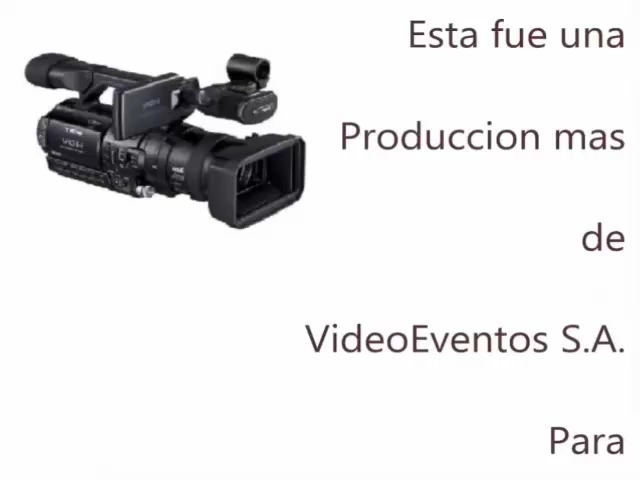 Esta fue una
Produccion mas
de
VideoEventos S.A.
Para